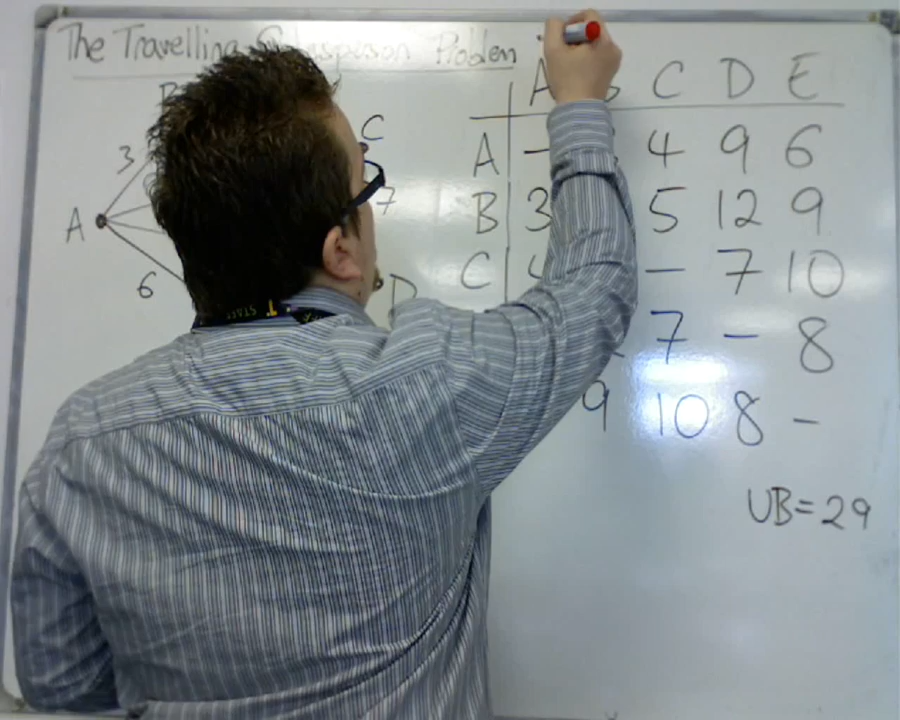 The Travelling Salesperson Problem
A B C D E
A - 4 9 6
B 3 5 12 9
C 4 - 7 10
7 - 8
9 10 8 -
UB=29
B
C
3
7
A
6
D
START